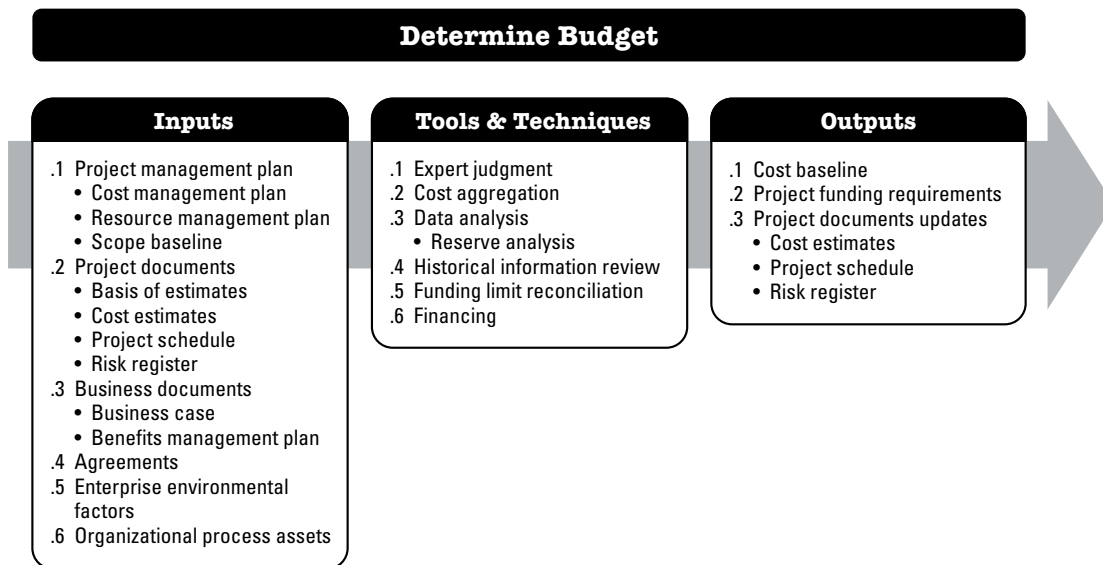 Determine Budget
Inputs
.1 Project management plan
• Cost management plan
• Resource management plan
• Scope baseline
.2 Project documents
• Basis of estimates
• Cost estimates
• Project schedule
• Risk register
.3 Business documents
• Business case
• Benefits management plan
.4 Agreements
.5 Enterprise environmental
factors
.6 Organizational process assets
Tools & Techniques
.1 Expert judgment
.2 Cost aggregation
.3 Data analysis
• Reserve analysis
.4 Historical information review
.5 Funding limit reconciliation
.6 Financing
Outputs
.1 Cost baseline
.2 Project funding requirements
.3 Project documents updates
• Cost estimates
• Project schedule
• Risk register